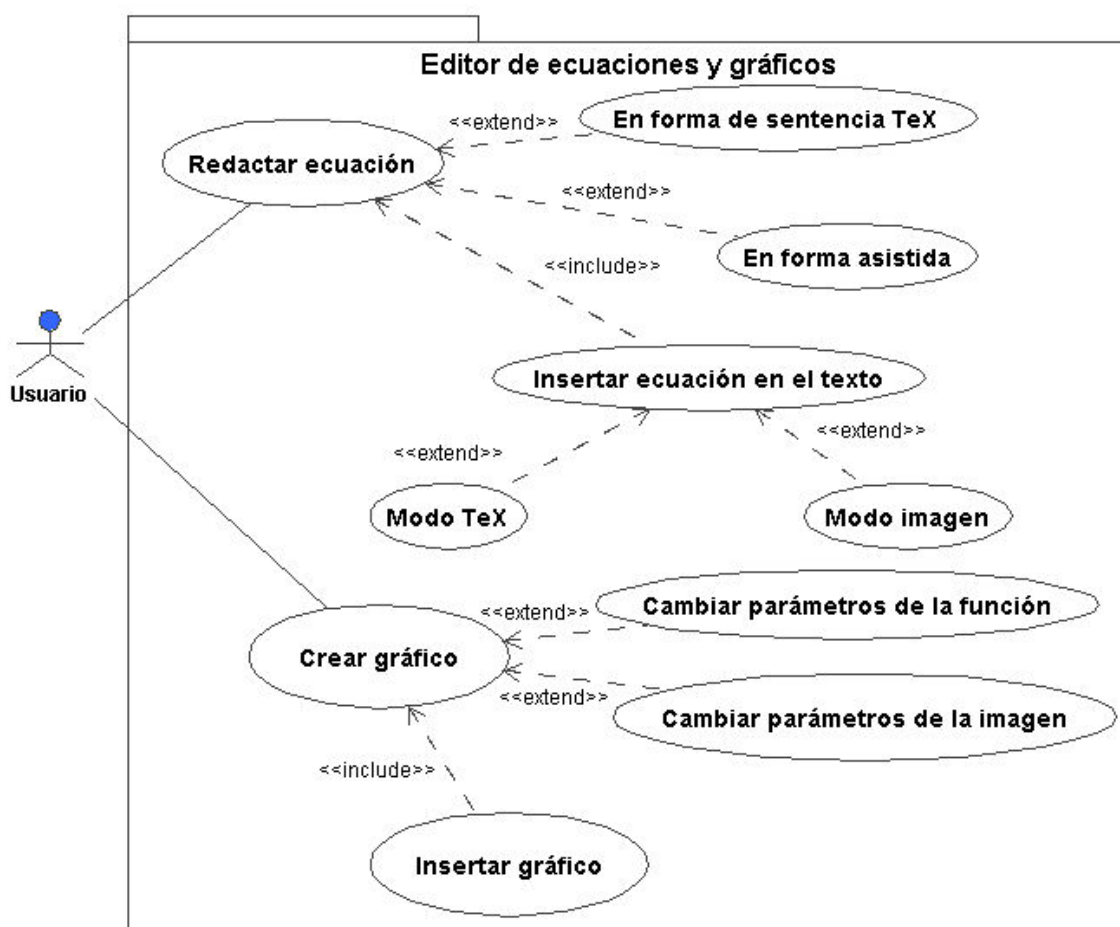 Editor de ecuaciones y gráficos
<<extend>>
En forma de sentencia TeX
Redactar ecuación
<<extend>>
En forma asistida
<<include>>
Usuario
Insertar ecuación en el texto
<<extend>>
<<extend>>
Modo TeX
Modo imagen
<<extend>>
Cambiar parámetros de la función
Crear gráfico
<<extend>>
Cambiar parámetros de la imagen
<<include>>
Insertar gráfico